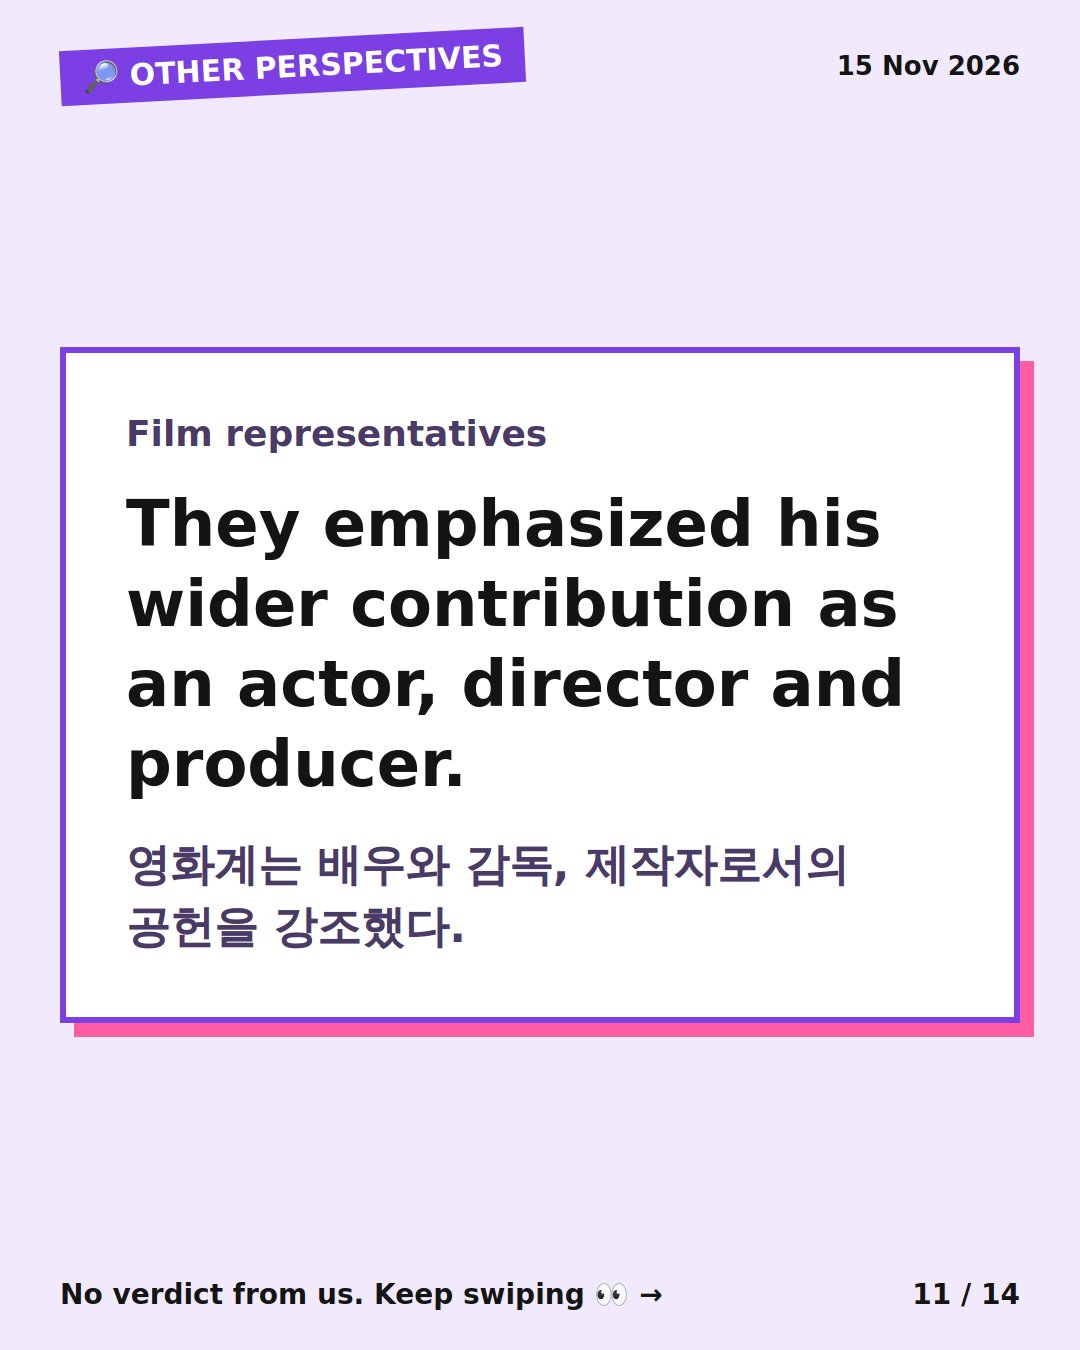 🔎 OTHER PERSPECTIVES
15 Nov 2026
Film representatives
They emphasized his
wider contribution as
an actor, director and
producer.
영화계는 배우와 감독, 제작자로서의
공헌을 강조했다.
No verdict from us. Keep swiping 👀 →
11 / 14